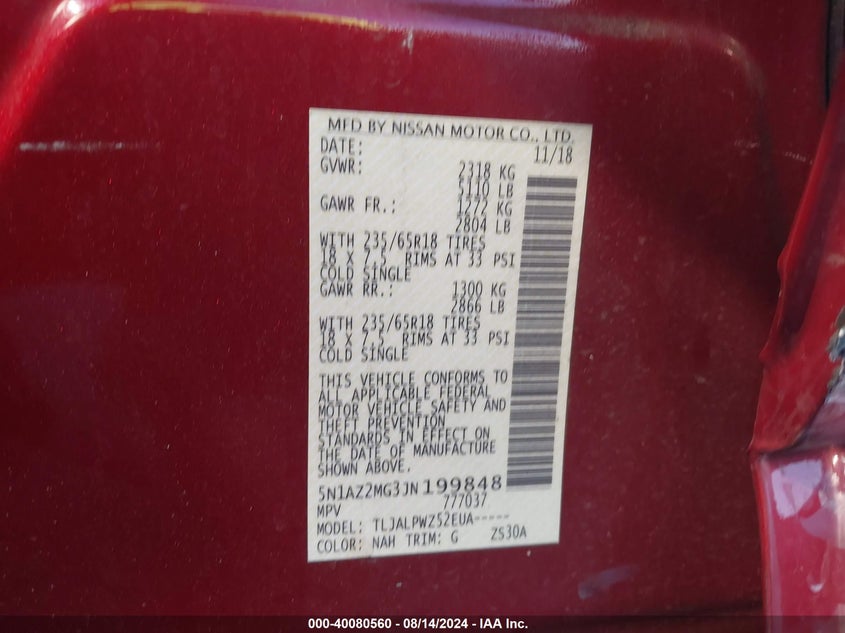 MFD BY NISSAN MOTOR CO., LTD.
DATE: 11/18
GVWR: 2318 KG
5110 LB
GAWR FR.: 1272 KG
2804 LB
WITH 235/65R18 TIRES
18 X 7.5 RIMS AT 33 PSI
COLD SINGLE
GAWR RR.: 1300 KG
2866 LB
WITH 235/65R18 TIRES
18 X 7.5 RIMS AT 33 PSI
COLD SINGLE
THIS VEHICLE CONFORMS TO
ALL APPLICABLE FEDERAL
MOTOR VEHICLE SAFETY AND
THEFT PREVENTION
STANDARDS IN EFFECT ON
THE DATE OF MANUFACTURE
SHOWN ABOVE.
5N1AZ2MG3JN199848
MPV 777037
MODEL: TLJALPWZ52EUA-----
COLOR: NAH TRIM: G ZS30A
000-40080560 - 08/14/2024 - IAA Inc.